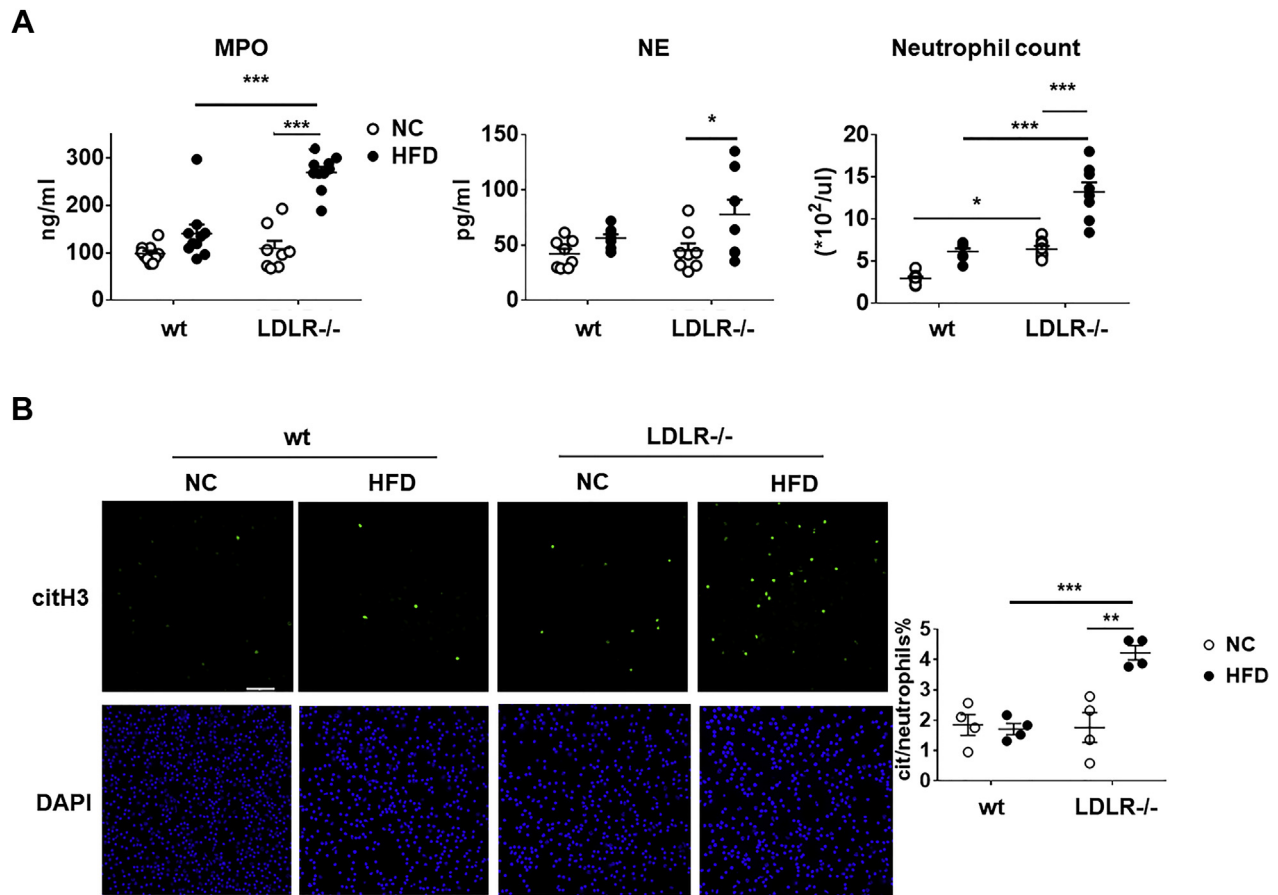 A
MPO
NE
Neutrophil count
***
***
NC
HFD
300
200
100
0
ng/ml
wt
LDLR-/-
*
150
100
50
0
pg/ml
wt
LDLR-/-
***
***
*
20
15
10
5
0
(*10^2/ul)
wt
LDLR-/-
B
wt
LDLR-/-
NC
HFD
NC
HFD
citH3
DAPI
***
**
5
4
3
2
1
0
cit/neutrophils%
NC
HFD
wt
LDLR-/-